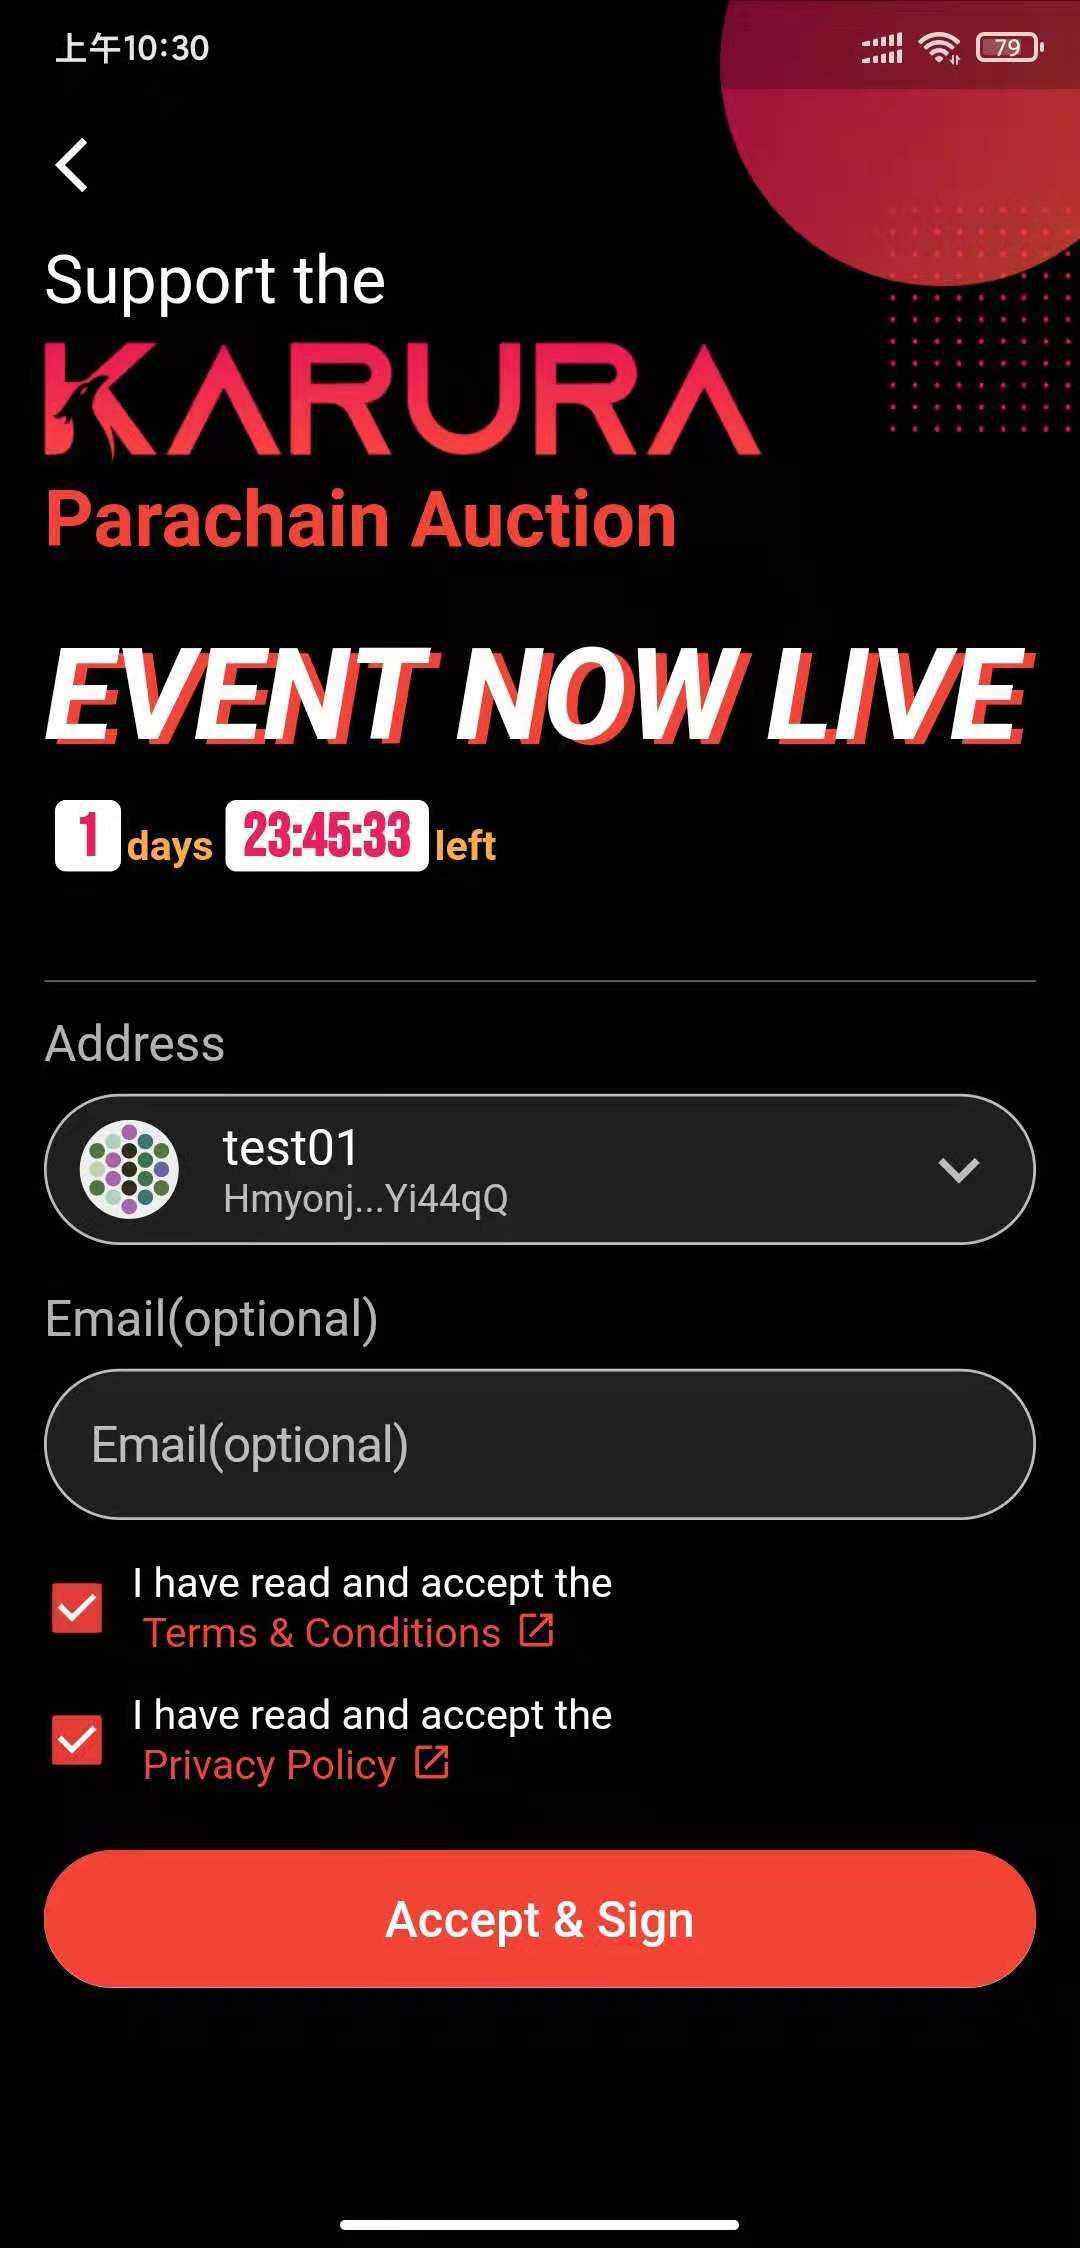 上午10:30
79
Support the
KARURA
Parachain Auction
EVENT NOW LIVE
1 days 23:45:33 left
Address
test01
Hmyonj...Yi44qQ
Email(optional)
Email(optional)
I have read and accept the
Terms & Conditions
I have read and accept the
Privacy Policy
Accept & Sign